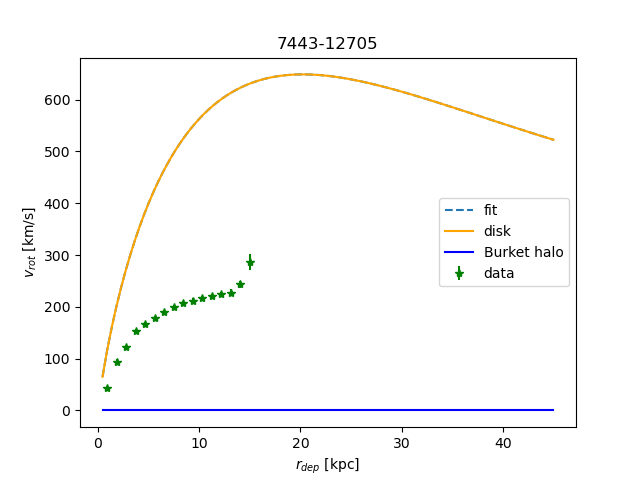 7443-12705
600
500
400
300
200
100
0
v_rot [km/s]
fit
disk
Burket halo
data
0 10 20 30 40
r_dep [kpc]